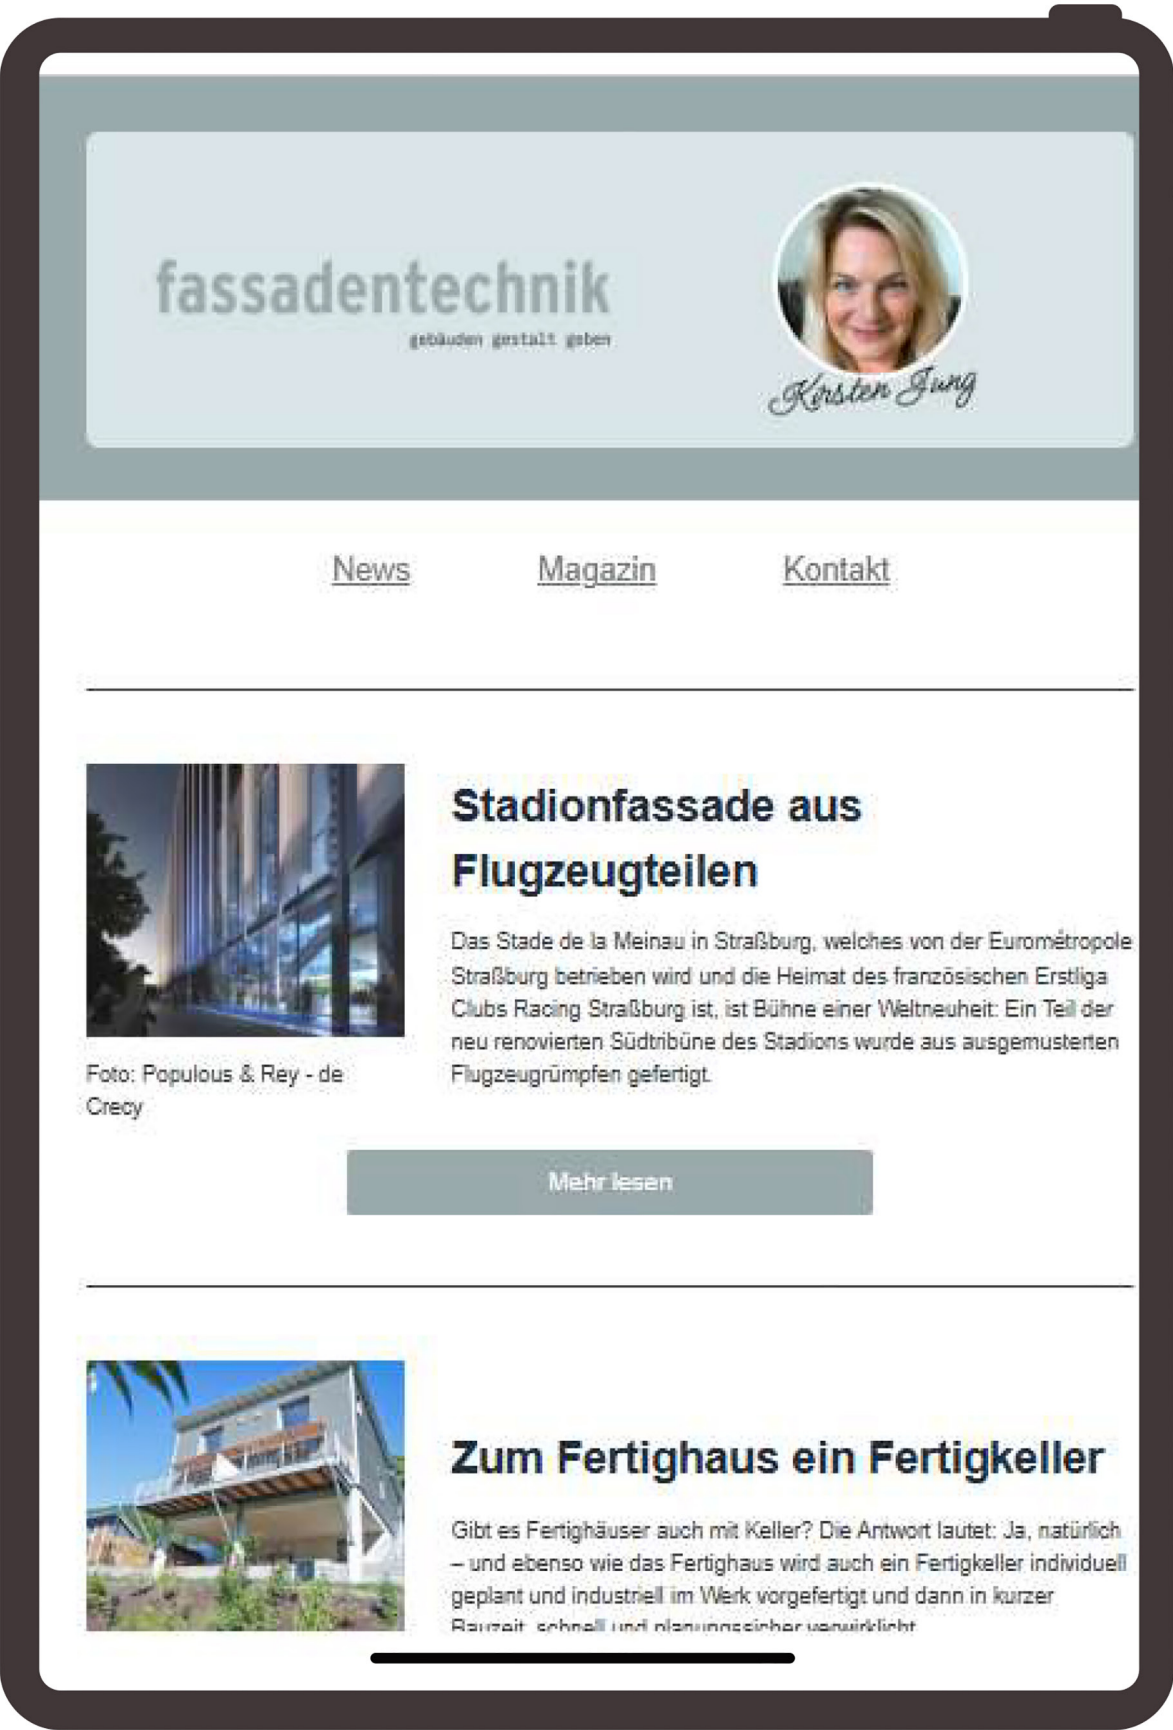 fassadentechnik
gebäuden gestalt geben
Kirsten Jung
News Magazin Kontakt
Stadionfassade aus
Flugzeugteilen
Das Stade de la Meinau in Straßburg, welches von der Eurométropole
Straßburg betrieben wird und die Heimat des französischen Erstliga
Clubs Racing Straßburg ist, ist Bühne einer Weltneuheit: Ein Teil der
neu renovierten Südtribüne des Stadions wurde aus ausgemusterten
Flugzeugrümpfen gefertigt.
Foto: Populous & Rey - de
Crecy
Mehr lesen
Zum Fertighaus ein Fertigkeller
Gibt es Fertighäuser auch mit Keller? Die Antwort lautet: Ja, natürlich
– und ebenso wie das Fertighaus wird auch ein Fertigkeller individuell
geplant und industriell im Werk vorgefertigt und dann in kurzer
Bauzeit, schnell und planungssicher verwirklicht